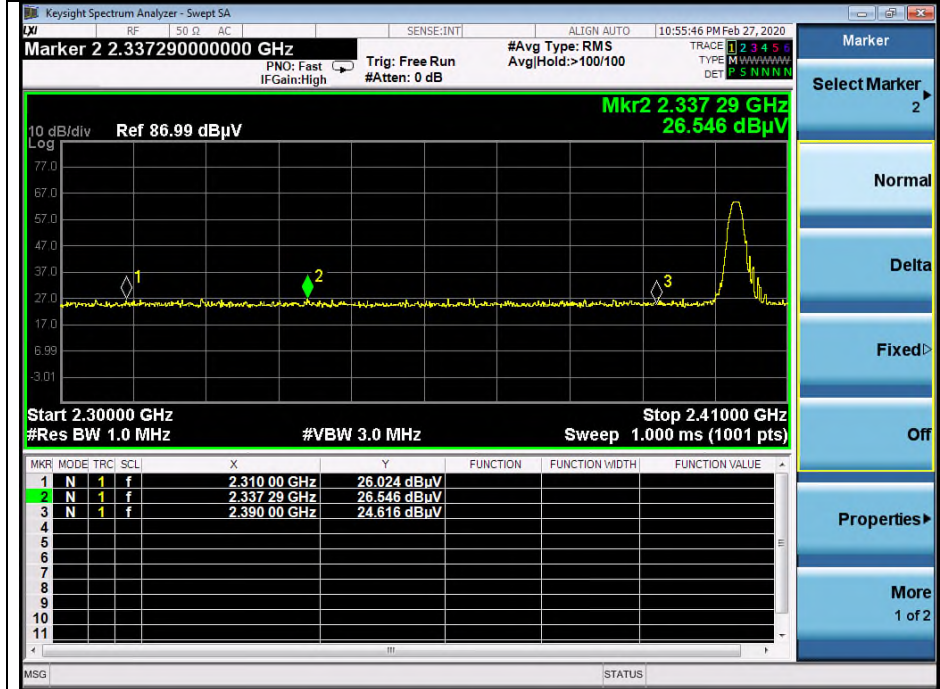 Keysight Spectrum Analyzer - Swept SA
LXI RF 50 Ω AC SENSE:INT ALIGN AUTO 10:55:46 PM Feb 27, 2020
Marker 2 2.337290000000 GHz #Avg Type: RMS TRACE 1 2 3 4 5 6
PNO: Fast Trig: Free Run Avg|Hold:>100/100 TYPE M WWWWW
IFGain:High #Atten: 0 dB DET P S N N N N
Mkr2 2.337 29 GHz
10 dB/div Ref 86.99 dBµV 26.546 dBµV
Log
77.0
67.0
57.0
47.0
37.0
1 2 3
27.0
17.0
6.99
-3.01
Start 2.30000 GHz Stop 2.41000 GHz
#Res BW 1.0 MHz #VBW 3.0 MHz Sweep 1.000 ms (1001 pts)
MKR MODE TRC SCL X Y FUNCTION FUNCTION WIDTH FUNCTION VALUE
1 N 1 f 2.310 00 GHz 26.024 dBµV
2 N 1 f 2.337 29 GHz 26.546 dBµV
3 N 1 f 2.390 00 GHz 24.616 dBµV
4
5
6
7
8
9
10
11
MSG STATUS
Marker
Select Marker
2
Normal
Delta
Fixed
Off
Properties
More
1 of 2